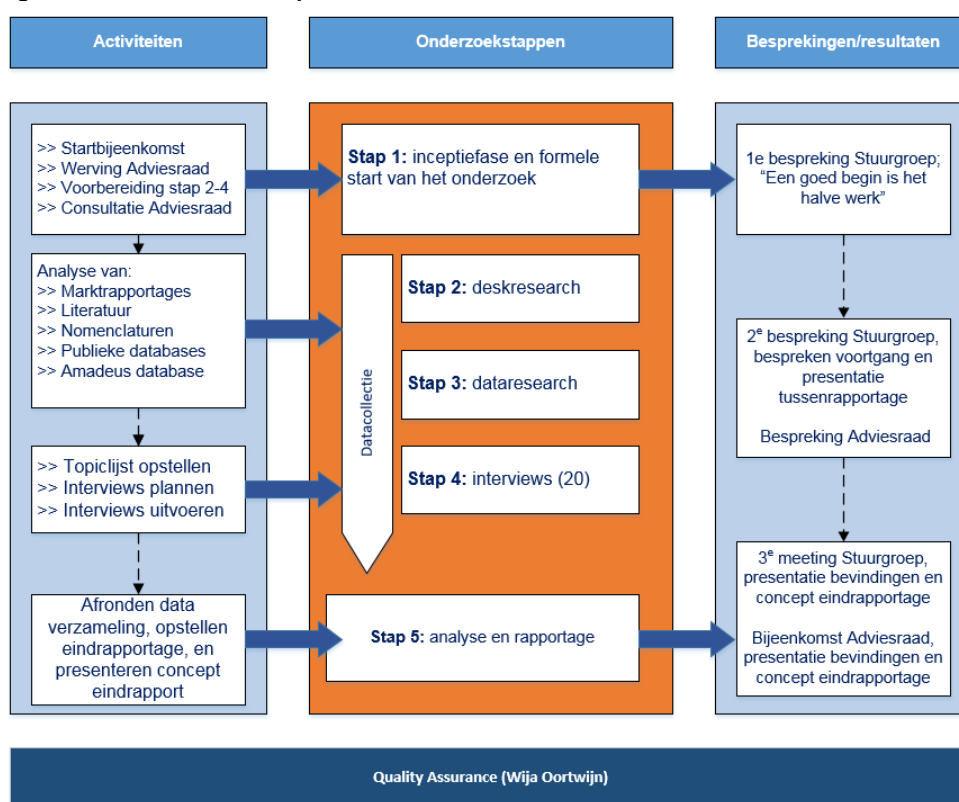 Activiteiten
Onderzoekstappen
Besprekingen/resultaten
>> Startbijeenkomst
>> Werving Adviesraad
>> Voorbereiding stap 2-4
>> Consultatie Adviesraad
Stap 1: inceptiefase en formele
start van het onderzoek
1e bespreking Stuurgroep;
“Een goed begin is het
halve werk”
Analyse van:
>> Marktrapportages
>> Literatuur
>> Nomenclaturen
>> Publieke databases
>> Amadeus database
Datacollectie
Stap 2: deskresearch
Stap 3: dataresearch
2e bespreking Stuurgroep,
bespreken voortgang en
presentatie
tussenrapportage
Bespreking Adviesraad
>> Topiclijst opstellen
>> Interviews plannen
>> Interviews uitvoeren
Stap 4: interviews (20)
Afronden data
verzameling, opstellen
eindrapportage, en
presenteren concept
eindrapport
Stap 5: analyse en rapportage
3e meeting Stuurgroep,
presentatie bevindingen en
concept eindrapportage
Bijeenkomst Adviesraad,
presentatie bevindingen en
concept eindrapportage
Quality Assurance (Wija Oortwijn)